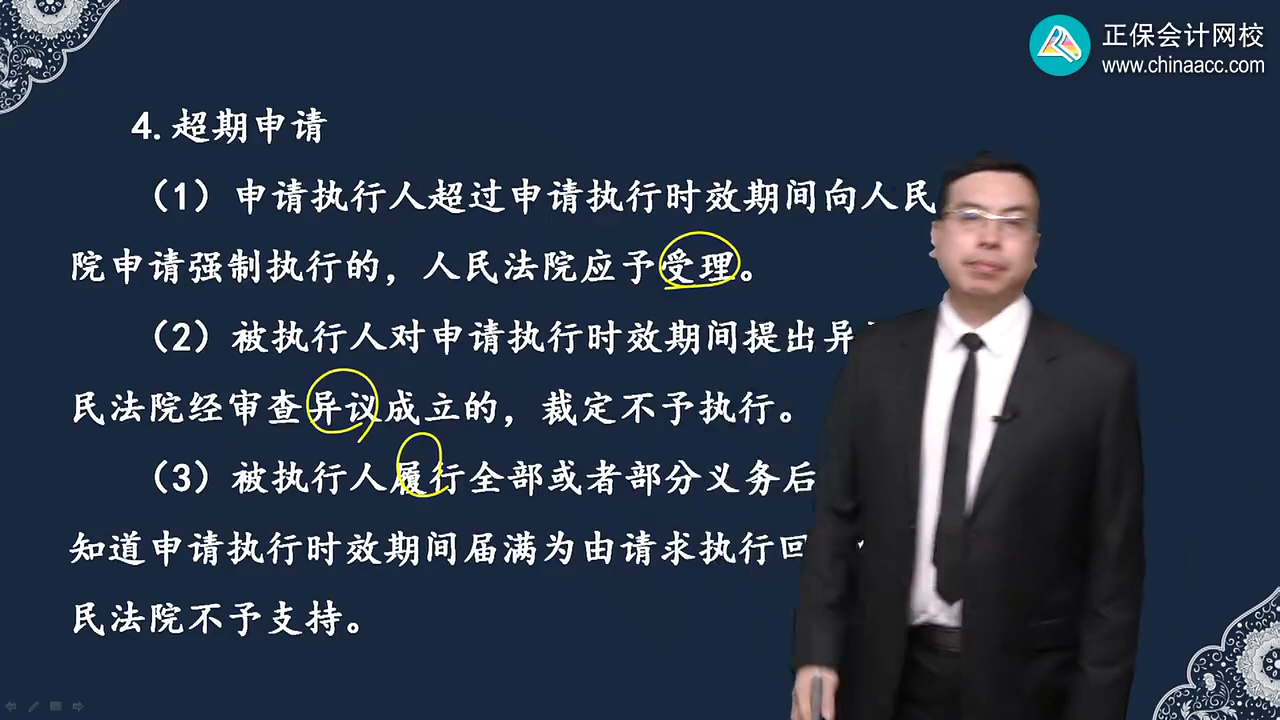 正保会计网校
www.chinaacc.com
4.超期申请
（1）申请执行人超过申请执行时效期间向人民
院申请强制执行的，人民法院应予受理。
（2）被执行人对申请执行时效期间提出异
民法院经审查异议成立的，裁定不予执行。
（3）被执行人履行全部或者部分义务后
知道申请执行时效期间届满为由请求执行回
民法院不予支持。